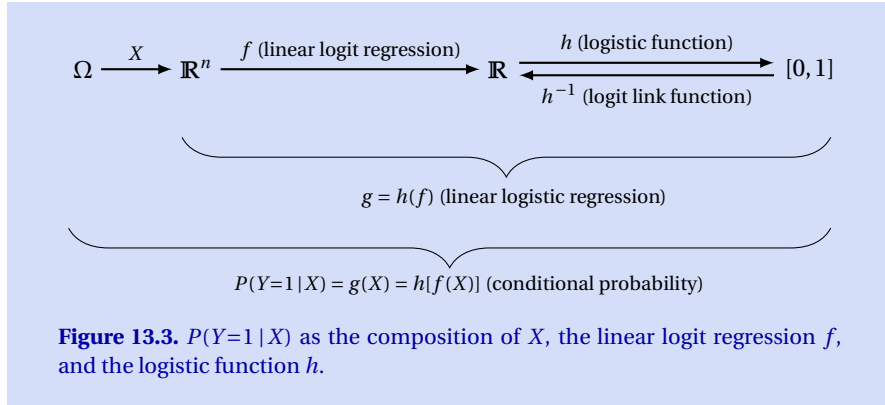 X f (linear logit regression) h (logistic function)
Ω ℝⁿ ℝ [0, 1]
h⁻¹ (logit link function)
g = h(f) (linear logistic regression)
P(Y=1 | X) = g(X) = h[f(X)] (conditional probability)
Figure 13.3. P(Y=1 | X) as the composition of X, the linear logit regression f,
and the logistic function h.